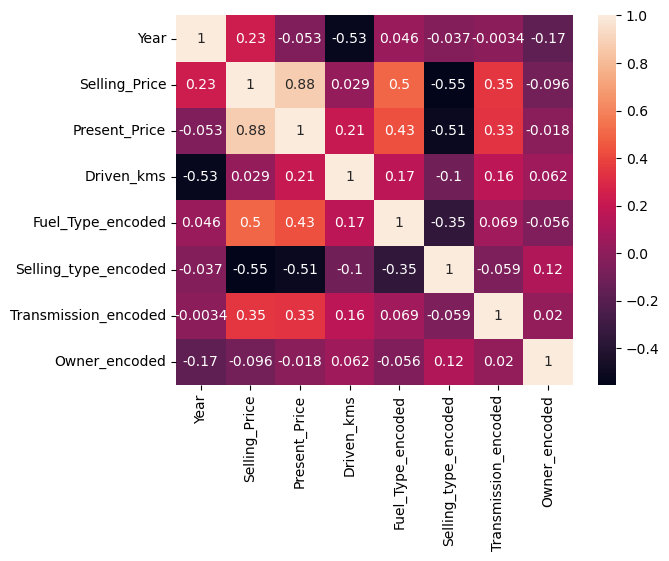 Year 1 0.23 -0.053 -0.53 0.046 -0.037 -0.0034 -0.17
Selling_Price 0.23 1 0.88 0.029 0.5 -0.55 0.35 -0.096
Present_Price -0.053 0.88 1 0.21 0.43 -0.51 0.33 -0.018
Driven_kms -0.53 0.029 0.21 1 0.17 -0.1 0.16 0.062
Fuel_Type_encoded 0.046 0.5 0.43 0.17 1 -0.35 0.069 -0.056
Selling_type_encoded -0.037 -0.55 -0.51 -0.1 -0.35 1 -0.059 0.12
Transmission_encoded -0.0034 0.35 0.33 0.16 0.069 -0.059 1 0.02
Owner_encoded -0.17 -0.096 -0.018 0.062 -0.056 0.12 0.02 1
Year
Selling_Price
Present_Price
Driven_kms
Fuel_Type_encoded
Selling_type_encoded
Transmission_encoded
Owner_encoded
1.0
0.8
0.6
0.4
0.2
0.0
−0.2
−0.4